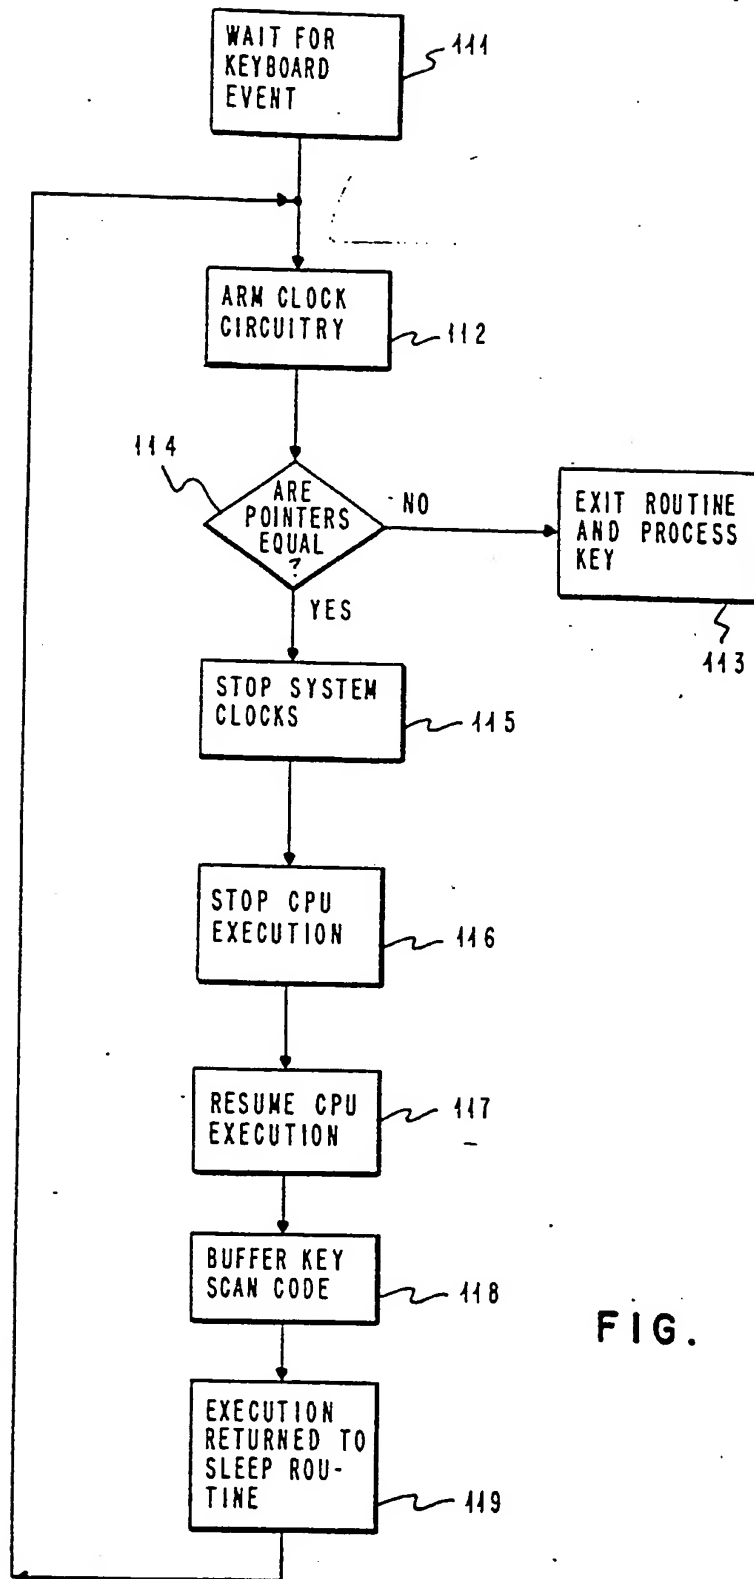 WAIT FOR
KEYBOARD
EVENT
111
ARM CLOCK
CIRCUITRY
112
114
ARE
POINTERS
EQUAL
?
NO
EXIT ROUTINE
AND PROCESS
KEY
113
YES
STOP SYSTEM
CLOCKS
115
STOP CPU
EXECUTION
116
RESUME CPU
EXECUTION
117
BUFFER KEY
SCAN CODE
118
FIG.
EXECUTION
RETURNED TO
SLEEP ROU-
TINE
119